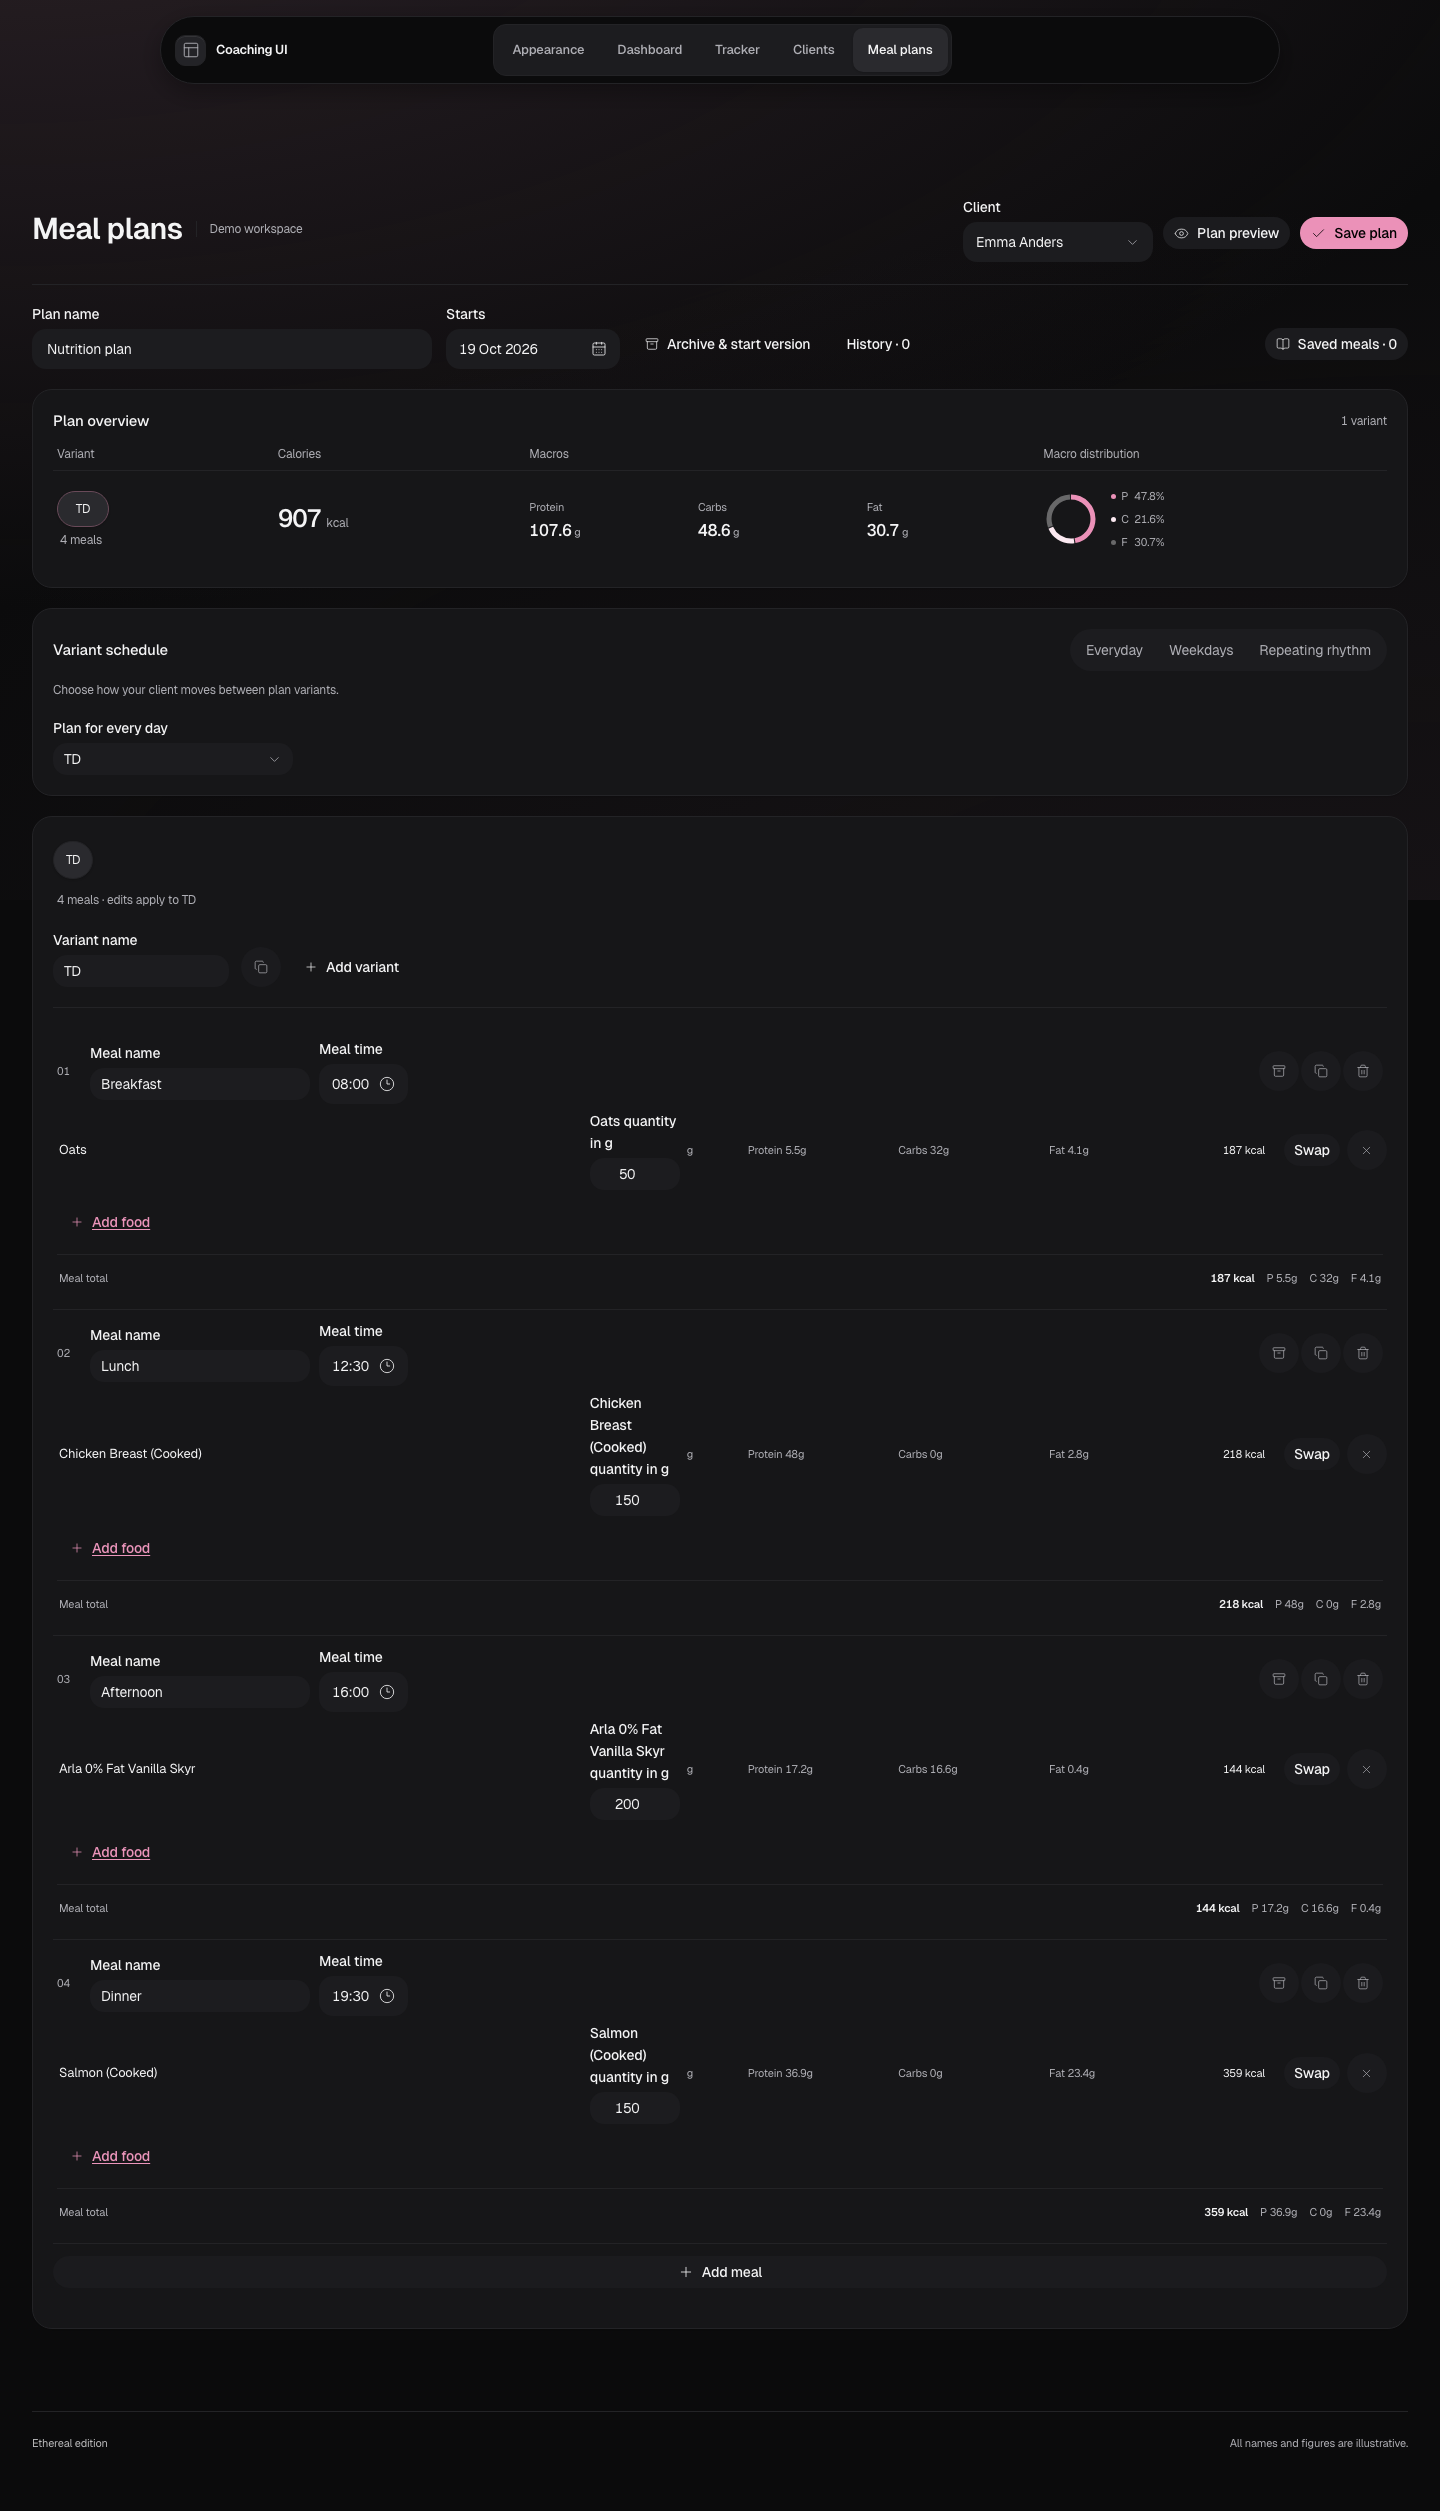 Coaching UI
Appearance
Dashboard
Tracker
Clients
Meal plans
Meal plans
Demo workspace
Client
Emma Anders
Plan preview
Save plan
Plan name
Nutrition plan
Starts
19 Oct 2026
Archive & start version
History · 0
Saved meals · 0
Plan overview
1 variant
Variant
Calories
Macros
Macro distribution
TD
4 meals
907 kcal
Protein
107.6 g
Carbs
48.6 g
Fat
30.7 g
P 47.8%
C 21.6%
F 30.7%
Variant schedule
Everyday
Weekdays
Repeating rhythm
Choose how your client moves between plan variants.
Plan for every day
TD
TD
4 meals · edits apply to TD
Variant name
TD
Add variant
01
Meal name
Breakfast
Meal time
08:00
Oats
Oats quantity
in g
50
g
Protein 5.5g
Carbs 32g
Fat 4.1g
187 kcal
Swap
Add food
Meal total
187 kcal P 5.5g C 32g F 4.1g
02
Meal name
Lunch
Meal time
12:30
Chicken Breast (Cooked)
Chicken
Breast
(Cooked)
quantity in g
150
g
Protein 48g
Carbs 0g
Fat 2.8g
218 kcal
Swap
Add food
Meal total
218 kcal P 48g C 0g F 2.8g
03
Meal name
Afternoon
Meal time
16:00
Arla 0% Fat Vanilla Skyr
Arla 0% Fat
Vanilla Skyr
quantity in g
200
g
Protein 17.2g
Carbs 16.6g
Fat 0.4g
144 kcal
Swap
Add food
Meal total
144 kcal P 17.2g C 16.6g F 0.4g
04
Meal name
Dinner
Meal time
19:30
Salmon (Cooked)
Salmon
(Cooked)
quantity in g
150
g
Protein 36.9g
Carbs 0g
Fat 23.4g
359 kcal
Swap
Add food
Meal total
359 kcal P 36.9g C 0g F 23.4g
Add meal
Ethereal edition
All names and figures are illustrative.